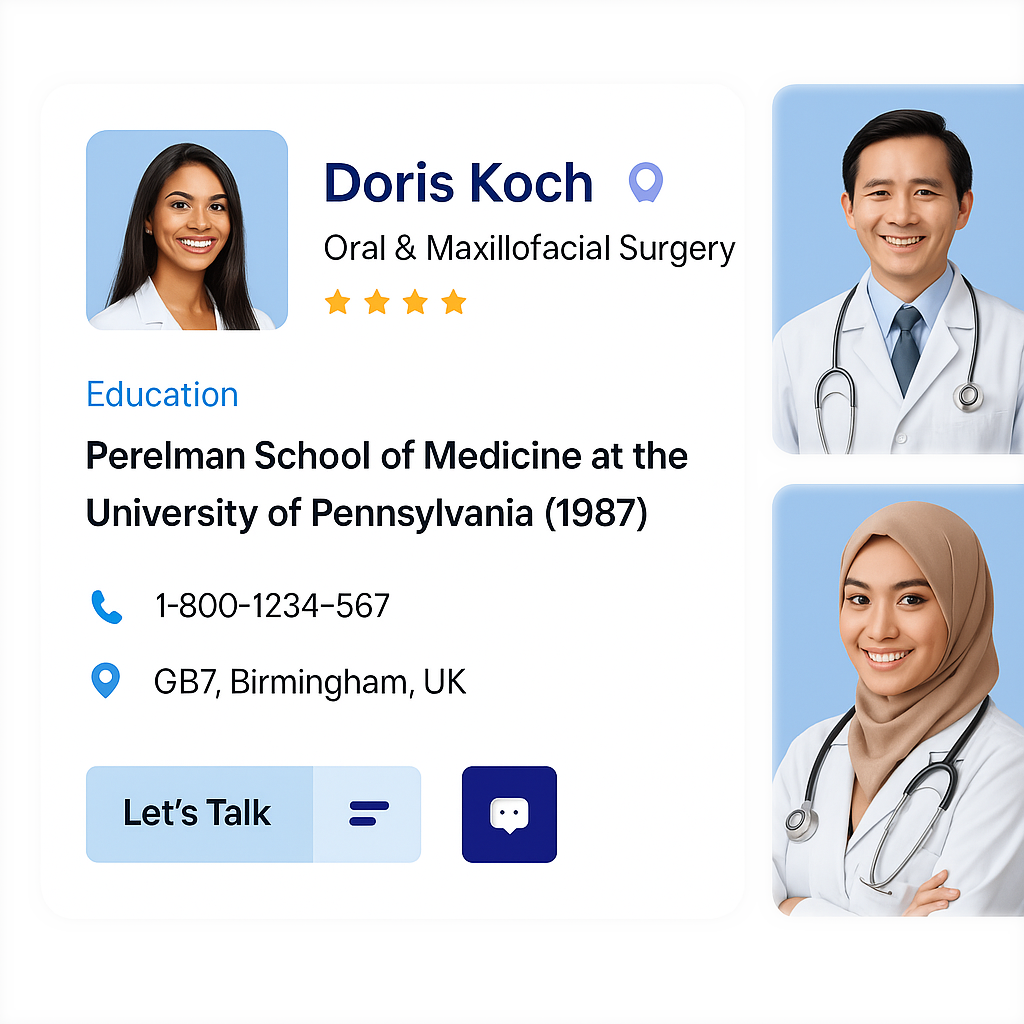 Doris Koch
Oral & Maxillofacial Surgery
Education
Perelman School of Medicine at the
University of Pennsylvania (1987)
1-800-1234-567
GB7, Birmingham, UK
Let's Talk